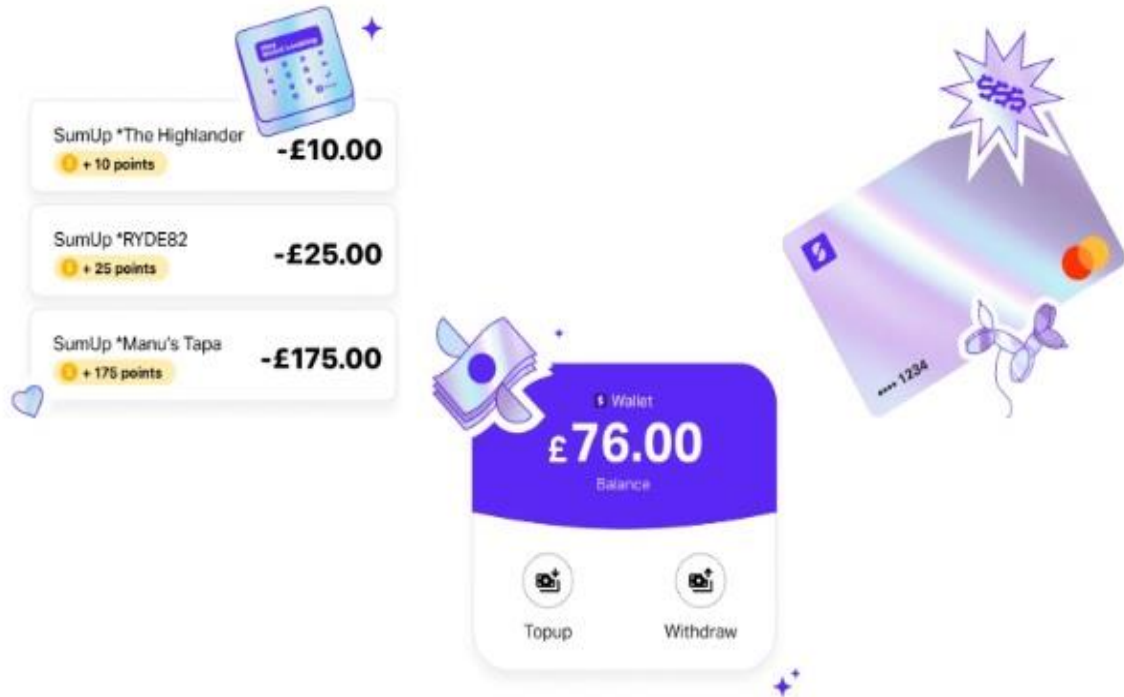 SumUp *The Highlander
-£10.00
+ 10 points
SumUp *RYDE82
-£25.00
+ 25 points
SumUp *Manu's Tapa
-£175.00
+ 175 points
Wallet
£76.00
Balance
Topup
Withdraw
$$$
•••• 1234